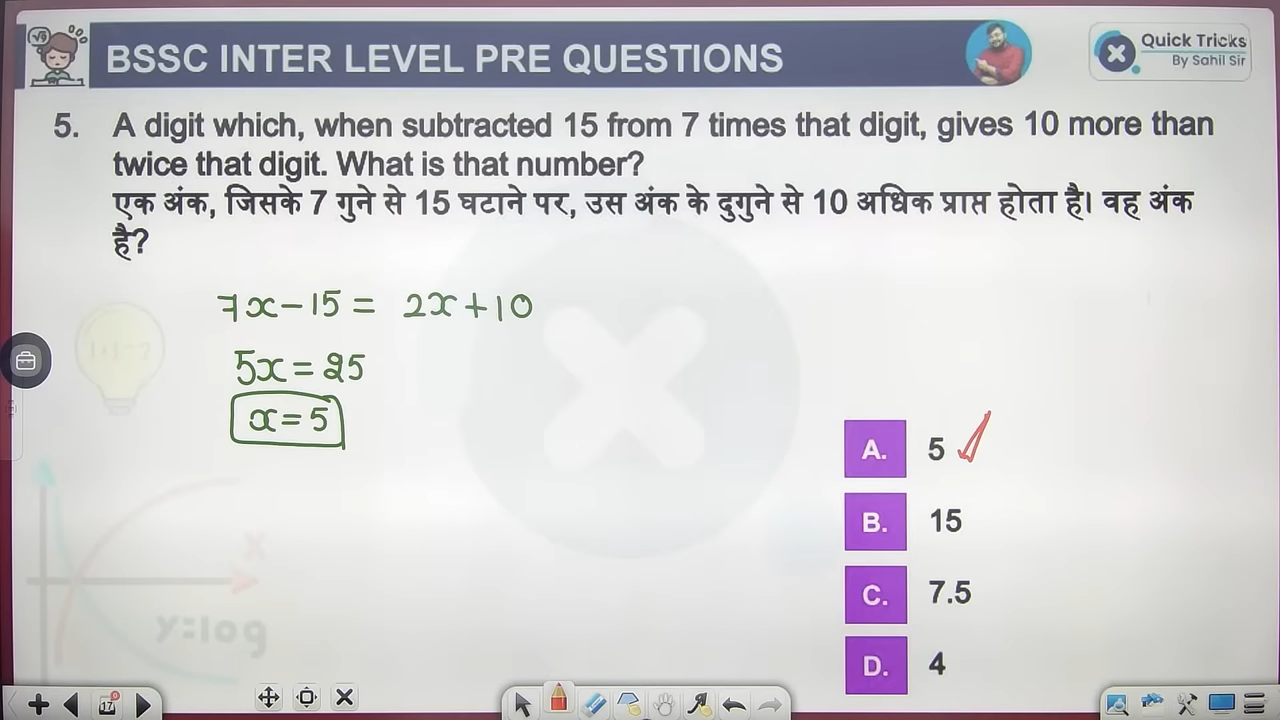 BSSC INTER LEVEL PRE QUESTIONS
Quick Tricks
By Sahil Sir
5. A digit which, when subtracted 15 from 7 times that digit, gives 10 more than
twice that digit. What is that number?
एक अंक, जिसके 7 गुने से 15 घटाने पर, उस अंक के दुगुने से 10 अधिक प्राप्त होता है। वह अंक
है?
7x-15 = 2x+10
5x = 25
x = 5
A. 5
B. 15
C. 7.5
D. 4
y=log
x
17